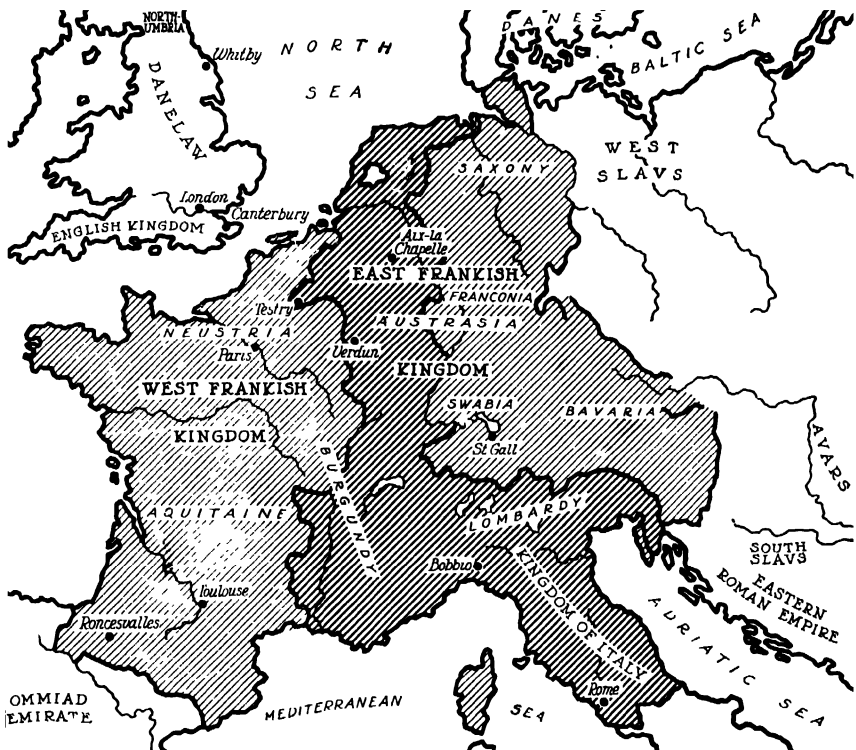 NORTH-
UMBRIA
Whitby
NORTH
SEA
DANES
BALTIC SEA
DANELAW
WEST
SLAVS
SAXONY
London
Canterbury
ENGLISH KINGDOM
Aix-la
Chapelle
EAST FRANKISH
FRANCONIA
Testry
NEUSTRIA
AUSTRASIA
Paris
Verdun
KINGDOM
WEST FRANKISH
SWABIA
BAVARIA
KINGDOM
St Gall
AVARS
BURGUNDY
AQUITAINE
LOMBARDY
SOUTH
SLAVS
Bobbio
KINGDOM OF ITALY
EASTERN
ROMAN EMPIRE
Toulouse
Roncesvalles
AURIATIC SEA
OMMIAD
EMIRATE
MEDITERRANEAN
SEA
Rome